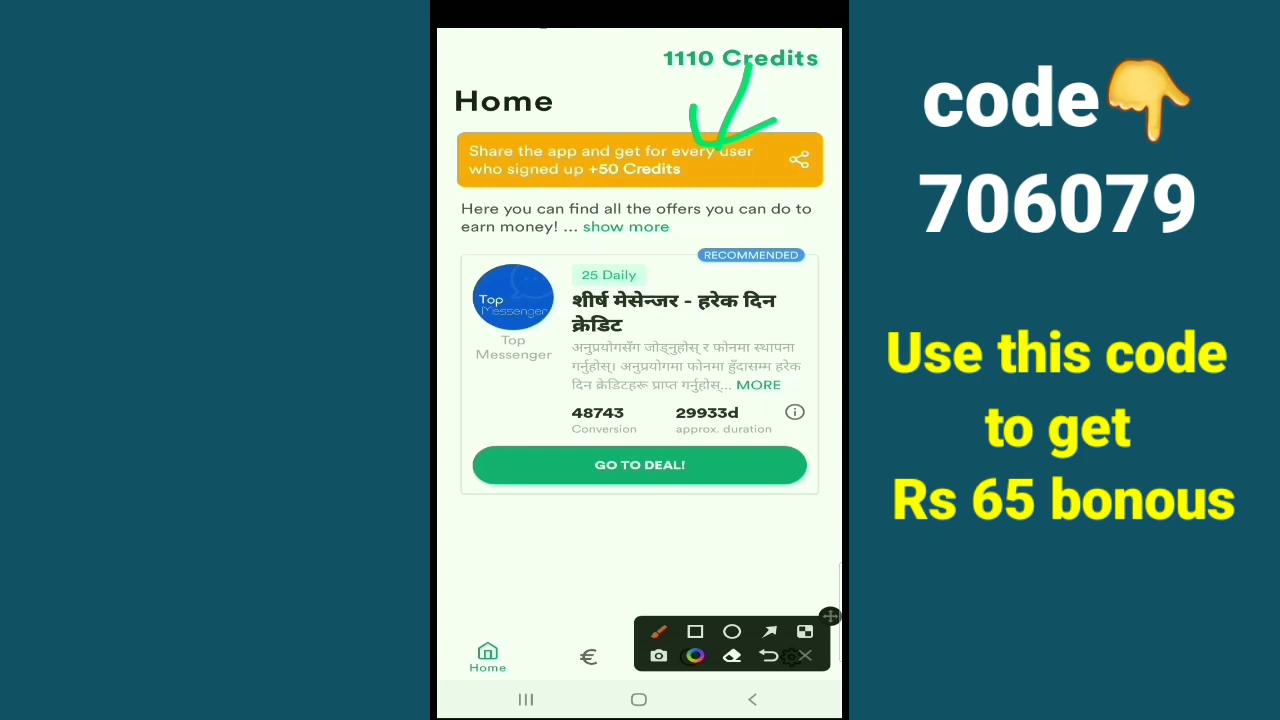 1110 Credits
Home
Share the app and get for every user
who signed up +50 Credits
Here you can find all the offers you can do to
earn money! ... show more
RECOMMENDED
25 Daily
शीर्ष मेसेन्जर - हरेक दिन
क्रेडिट
Top
Messenger
Top
Messenger
अनुप्रयोगसँग जोड्नुहोस् र फोनमा स्थापना
गर्नुहोस्। अनुप्रयोगमा फोनमा हुँदासम्म हरेक
दिन क्रेडिटहरू प्राप्त गर्नुहोस्... MORE
48743
Conversion
29933d
approx. duration
GO TO DEAL!
Home
€
code👇
706079
Use this code
to get
Rs 65 bonous